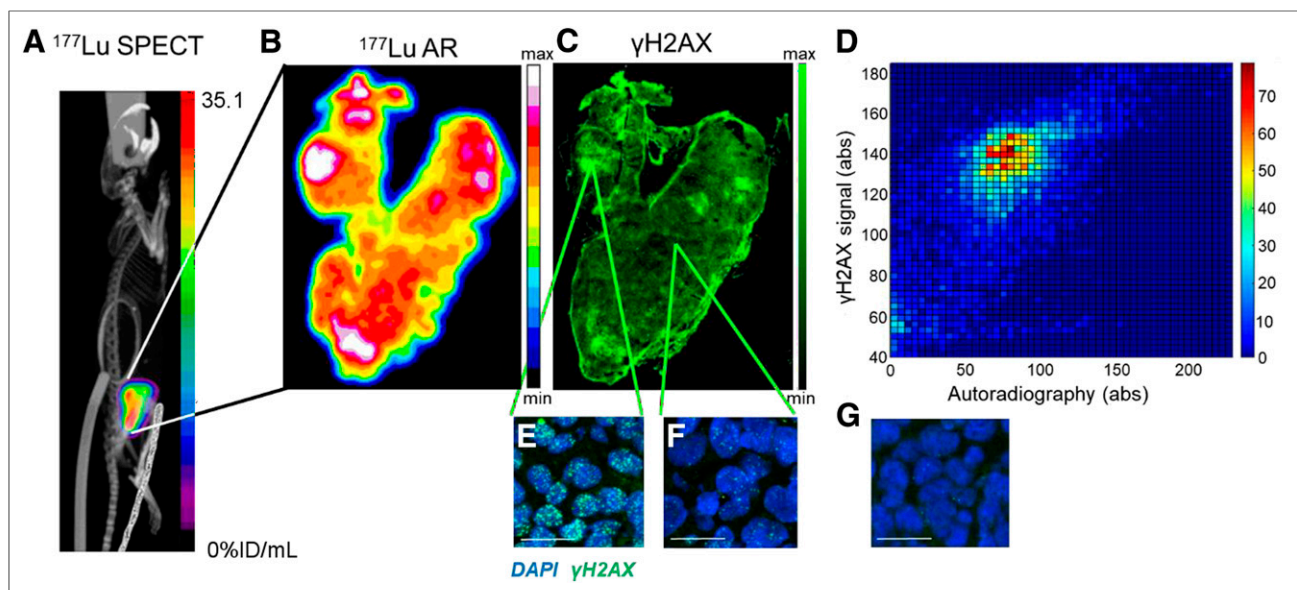 A 177Lu SPECT
35.1
0%ID/mL
B 177Lu AR
max
min
C γH2AX
max
min
D
γH2AX signal (abs)
180
160
140
120
100
80
60
40
0 50 100 150 200
Autoradiography (abs)
70
60
50
40
30
20
10
0
E
F
G
DAPI γH2AX